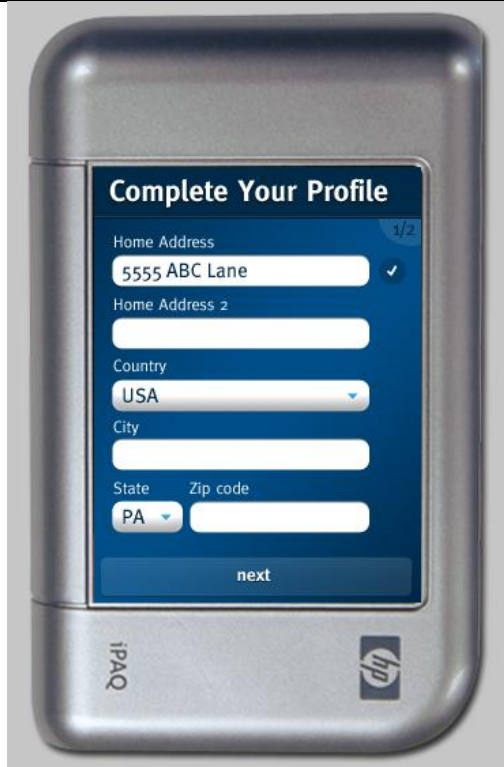 Complete Your Profile
1/2
Home Address
5555 ABC Lane
Home Address 2
Country
USA
City
State Zip code
PA
next
iPAQ
hp